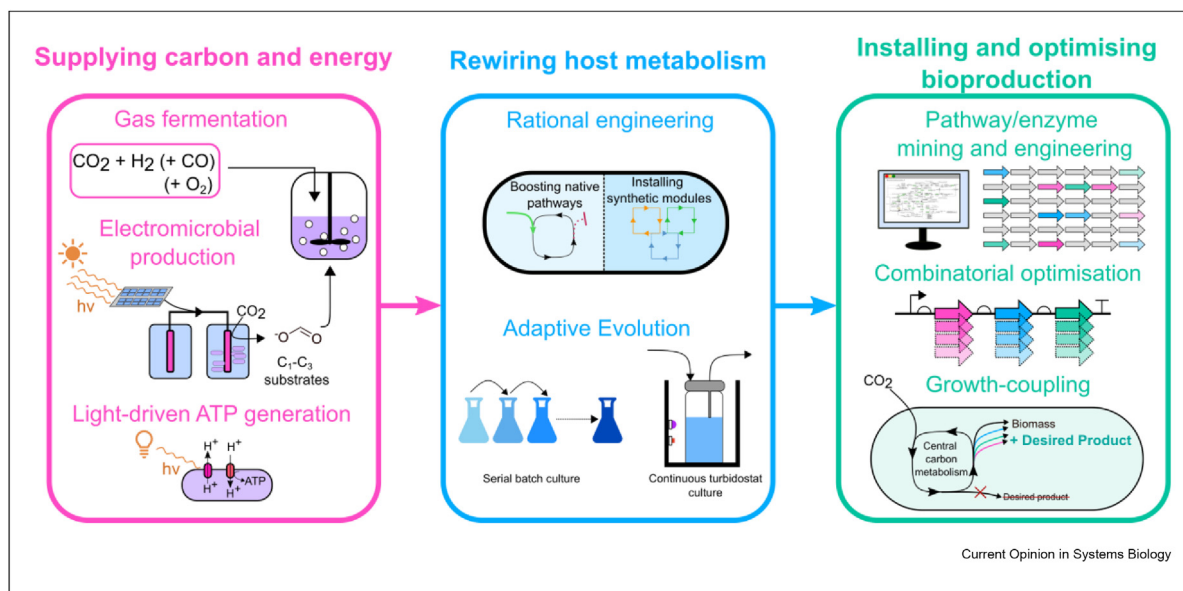 Supplying carbon and energy
Gas fermentation
CO2 + H2 (+ CO)
(+ O2)
Electromicrobial
production
hv
CO2
-O
O
C1-C3
substrates
Light-driven ATP generation
hv
H+
H+
H+
H+
ATP
Rewiring host metabolism
Rational engineering
Boosting native
pathways
Installing
synthetic modules
Adaptive Evolution
Serial batch culture
Continuous turbidostat
culture
Installing and optimising
bioproduction
Pathway/enzyme
mining and engineering
Combinatorial optimisation
Growth-coupling
CO2
Central
carbon
metabolism
Biomass
+ Desired Product
Desired product
Current Opinion in Systems Biology